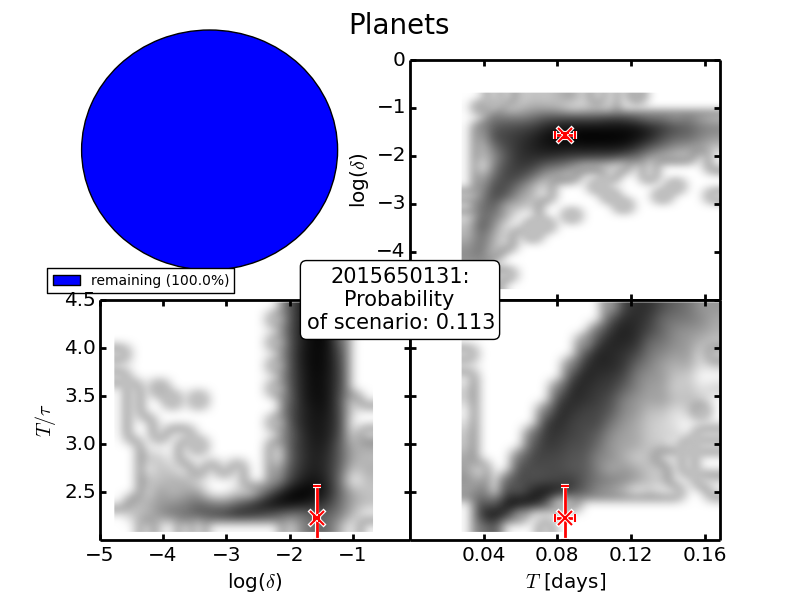 Planets
remaining (100.0%)
2015650131:
Probability
of scenario: 0.113
0
−1
−2
−3
−4
log(δ)
4.5
4.0
3.5
3.0
2.5
T/τ
−5 −4 −3 −2 −1
log(δ)
0.04 0.08 0.12 0.16
T [days]